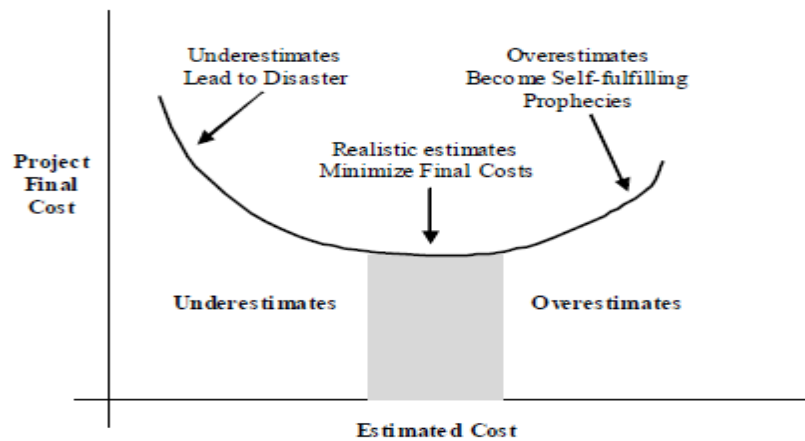 Underestimates
Lead to Disaster
Overestimates
Become Self-fulfilling
Prophecies
Realistic estimates
Minimize Final Costs
Project
Final
Cost
Underestimates
Overestimates
Estimated Cost